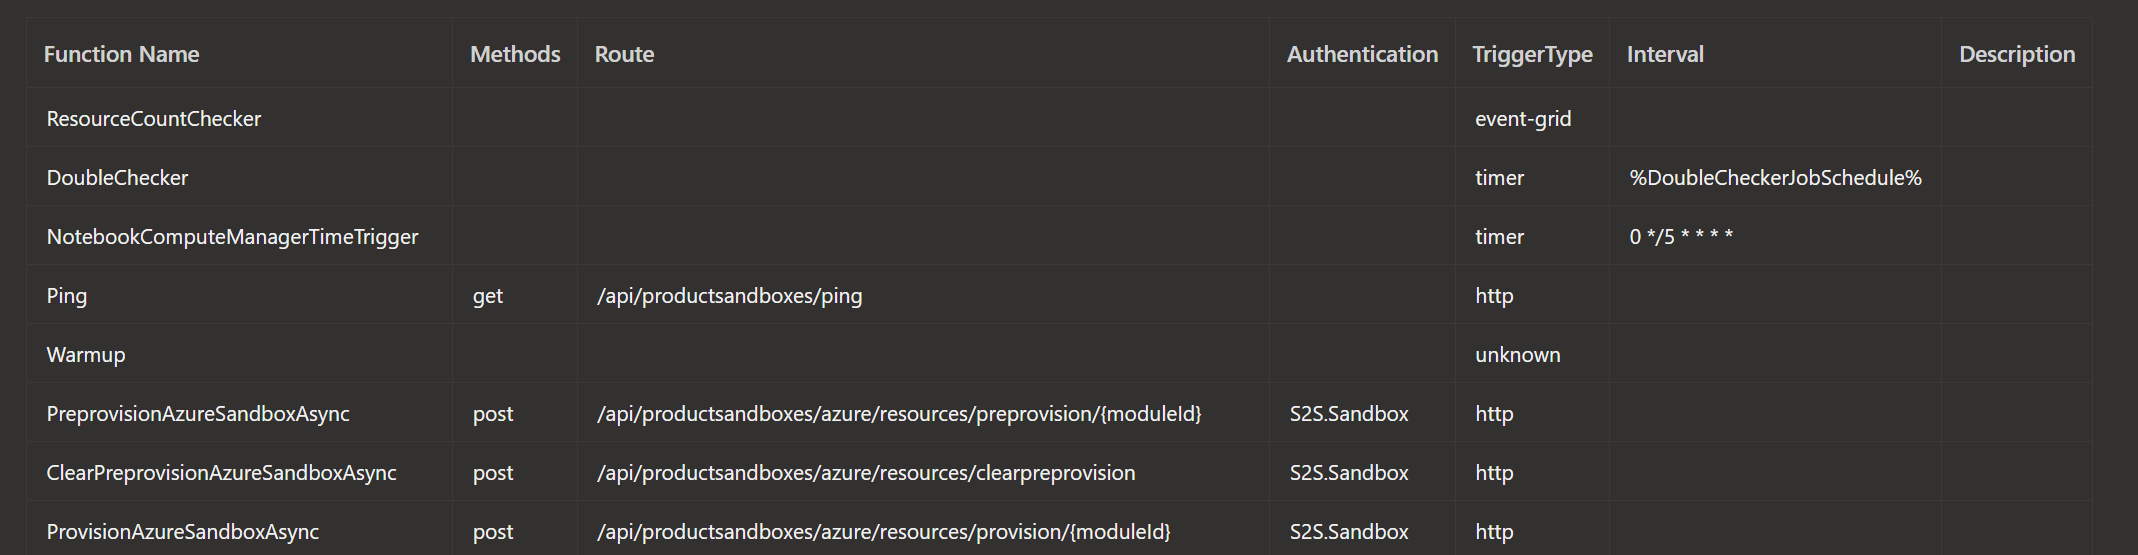 Function Name Methods Route Authentication TriggerType Interval Description
ResourceCountChecker event-grid
DoubleChecker timer %DoubleCheckerJobSchedule%
NotebookComputeManagerTimeTrigger timer 0 */5 * * * *
Ping get /api/productsandboxes/ping http
Warmup unknown
PreprovisionAzureSandboxAsync post /api/productsandboxes/azure/resources/preprovision/{moduleId} S2S.Sandbox http
ClearPreprovisionAzureSandboxAsync post /api/productsandboxes/azure/resources/clearpreprovision S2S.Sandbox http
ProvisionAzureSandboxAsync post /api/productsandboxes/azure/resources/provision/{moduleId} S2S.Sandbox http